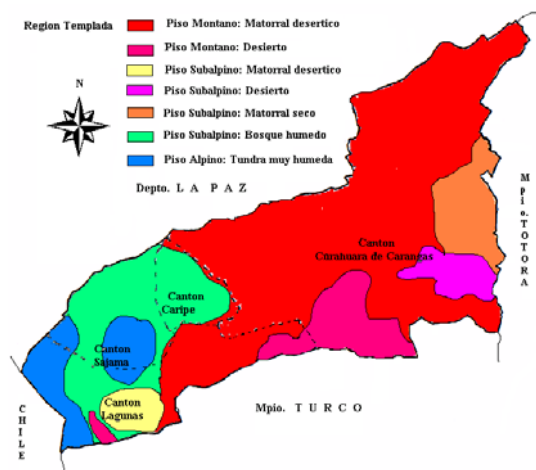 Region Templada
Piso Montano: Matorral desertico
Piso Montano: Desierto
Piso Subalpino: Matorral desertico
Piso Subalpino: Desierto
Piso Subalpino: Matorral seco
Piso Subalpino: Bosque humedo
Piso Alpino: Tundra muy humeda
N
Depto. L A P A Z
Mpio. TOTORA
Canton
Curahuara de Carangas
Canton
Caripe
Canton
Sajama
Canton
Lagunas
Mpio. T U R C O
C H I L E